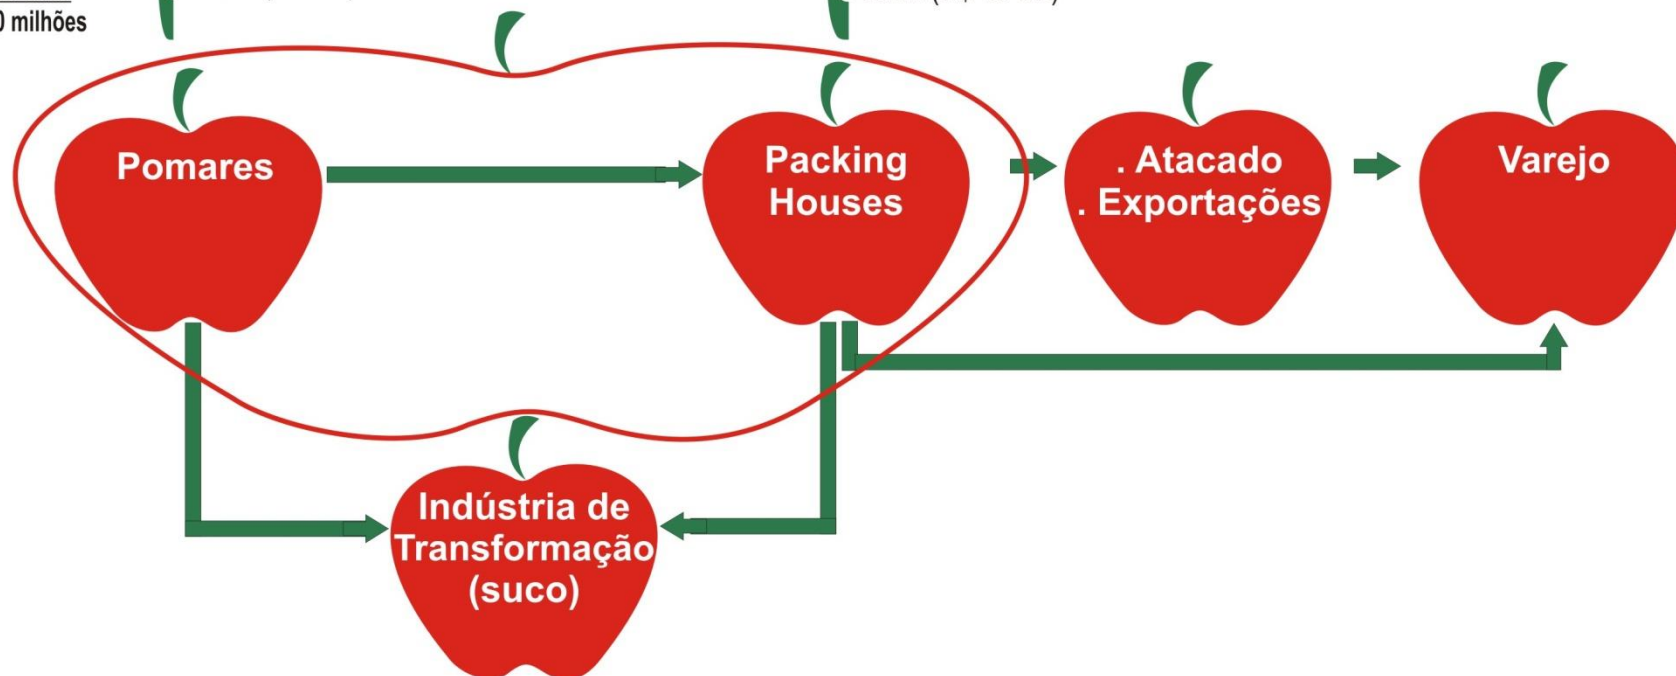 milhões
Pomares
Packing
Houses
. Atacado
. Exportações
Varejo
Indústria de
Transformação
(suco)